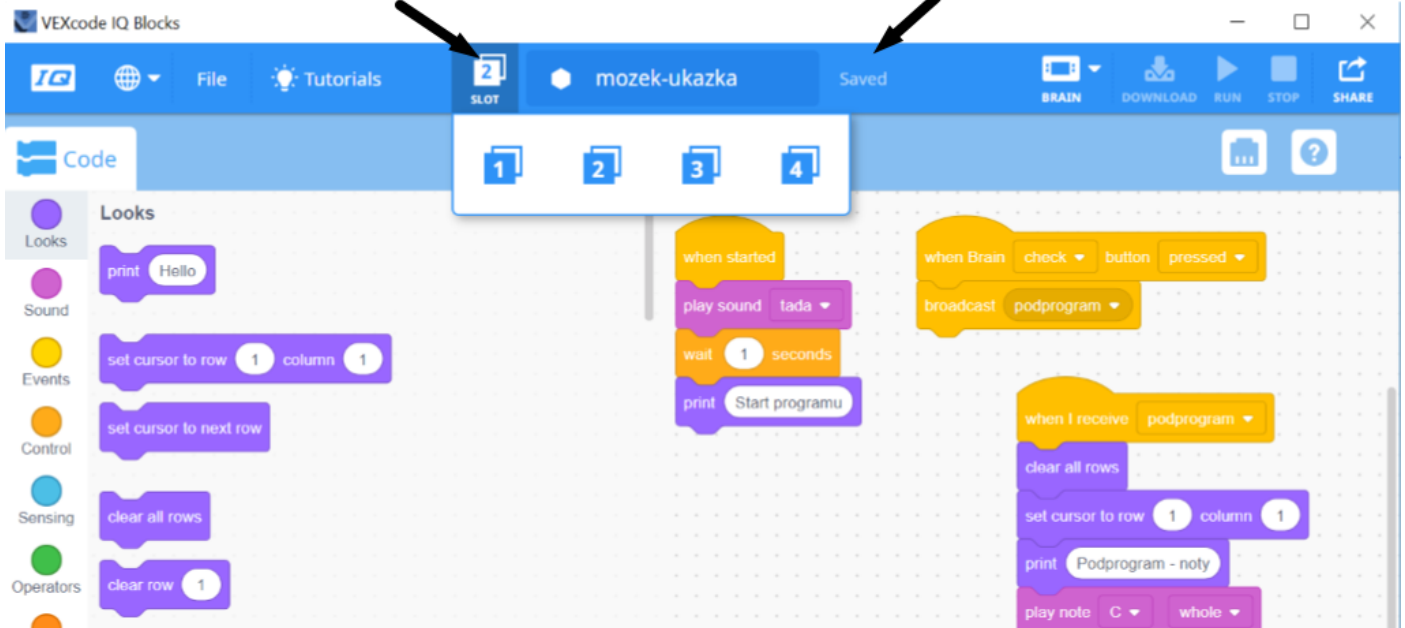 VEXcode IQ Blocks
IQ
File
Tutorials
2
SLOT
mozek-ukazka
Saved
BRAIN
DOWNLOAD
RUN
STOP
SHARE
1 2 3 4
Code
?
Looks
Sound
Events
Control
Sensing
Operators
Looks
print Hello
set cursor to row 1 column 1
set cursor to next row
clear all rows
clear row 1
when started
play sound tada
wait 1 seconds
print Start programu
when Brain check button pressed
broadcast podprogram
when I receive podprogram
clear all rows
set cursor to row 1 column 1
print Podprogram - noty
play note C whole